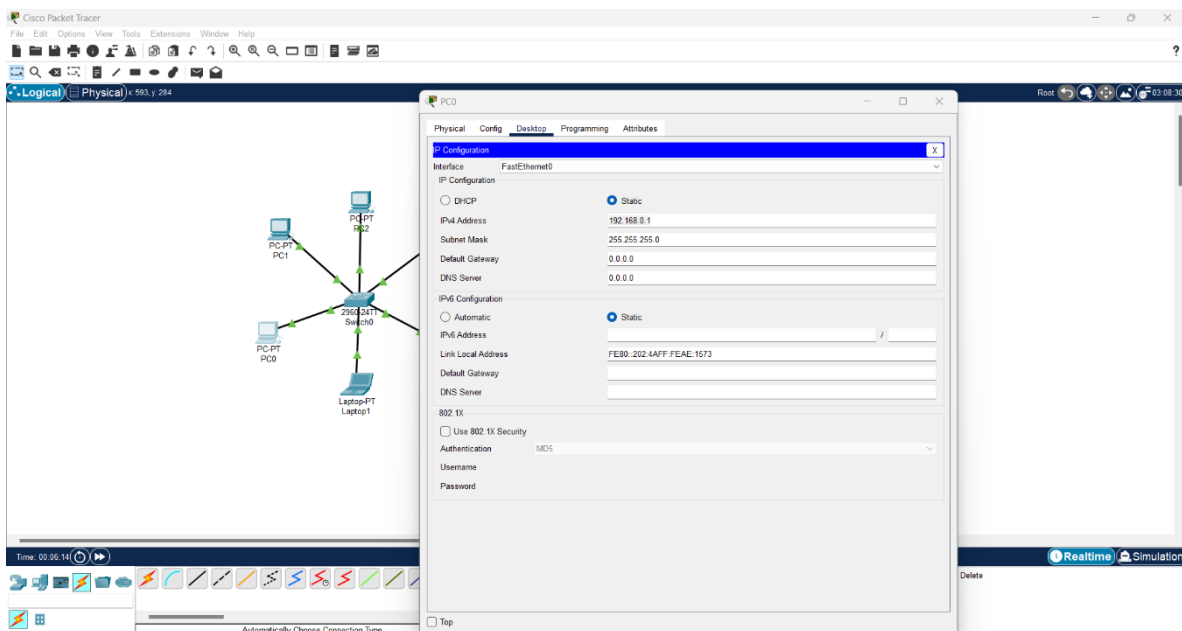 Cisco Packet Tracer
File Edit Options View Tools Extensions Window Help
?
Logical Physical x: 593, y: 284
Root 03:08:30
PC0
Physical Config Desktop Programming Attributes
IP Configuration X
Interface FastEthernet0
IP Configuration
DHCP Static
IPv4 Address 192.168.0.1
Subnet Mask 255.255.255.0
Default Gateway 0.0.0.0
DNS Server 0.0.0.0
IPv6 Configuration
Automatic Static
IPv6 Address /
Link Local Address FE80::202:4AFF:FEAE:1573
Default Gateway
DNS Server
802.1X
Use 802.1X Security
Authentication MD5
Username
Password
Top
PC-PT
PC2
PC-PT
PC1
2960-24TT
Switch0
PC-PT
PC0
Laptop-PT
Laptop1
Time: 00:06:14
Realtime Simulation
Delete
Automatically Choose Connection Type